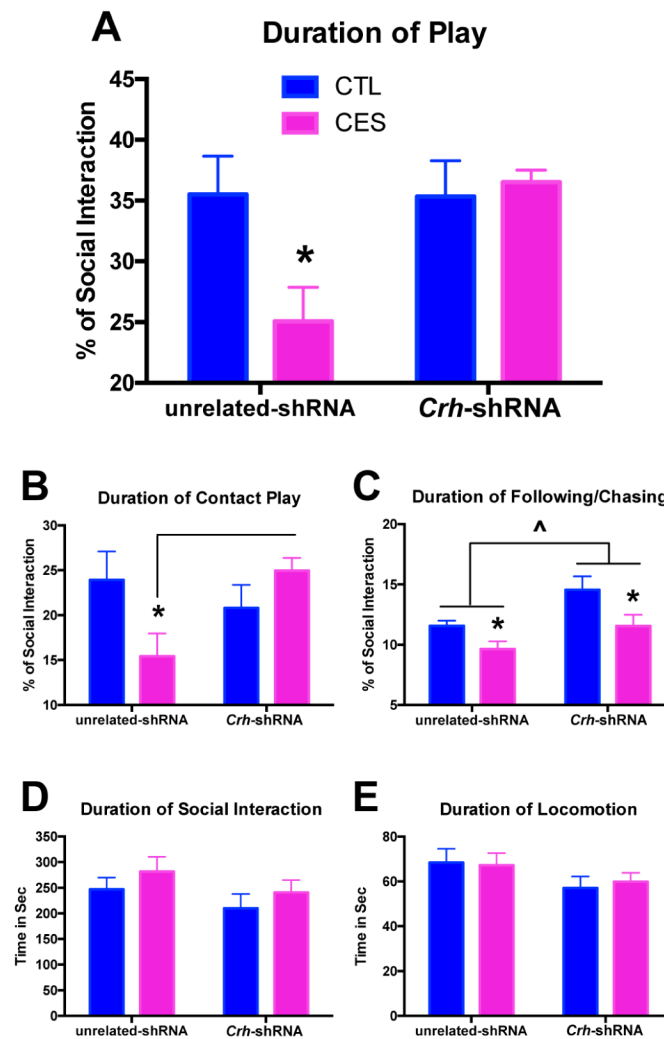 A
Duration of Play
CTL
CES
% of Social Interaction
45
40
35
30
25
20
*
unrelated-shRNA
Crh-shRNA
B
Duration of Contact Play
% of Social Interaction
30
25
20
15
10
*
unrelated-shRNA
Crh-shRNA
C
Duration of Following/Chasing
% of Social Interaction
20
15
10
5
^
*
*
unrelated-shRNA
Crh-shRNA
D
Duration of Social Interaction
Time in Sec
350
300
250
200
150
100
50
0
unrelated-shRNA
Crh-shRNA
E
Duration of Locomotion
Time in Sec
80
60
40
20
0
unrelated-shRNA
Crh-shRNA